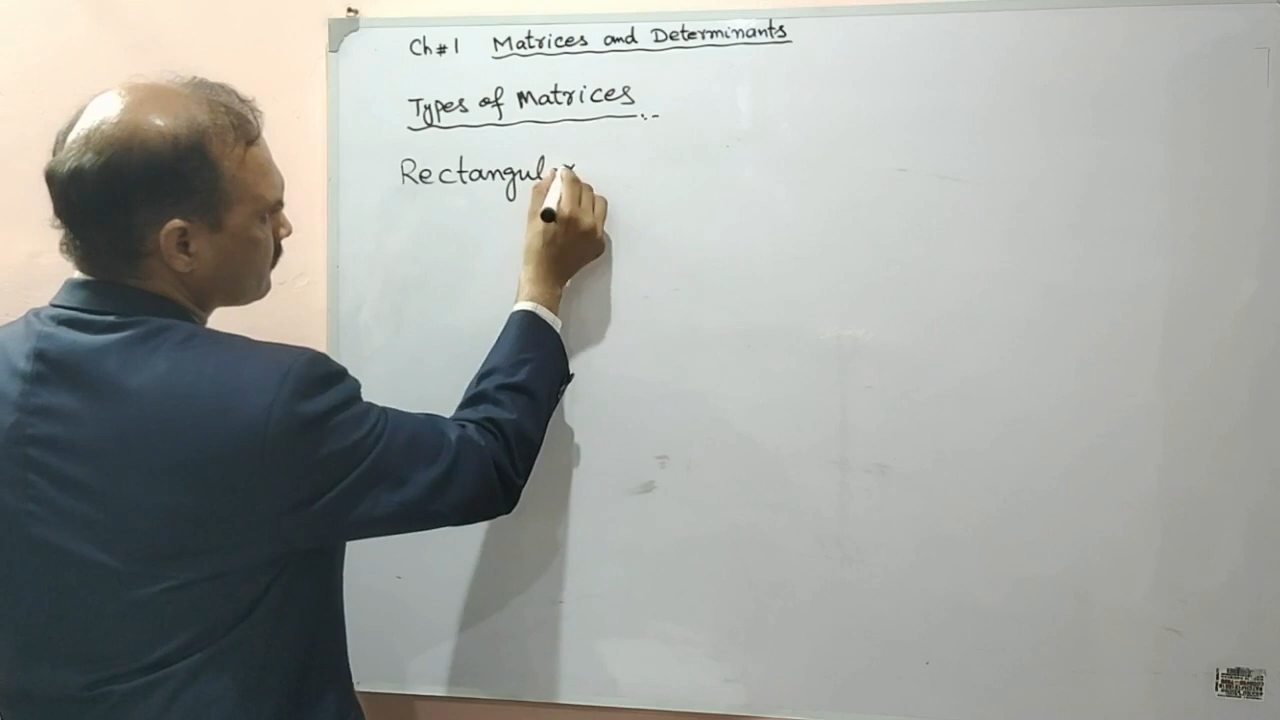 Ch#1 Matrices and Determinants
Types of Matrices :-
Rectangular